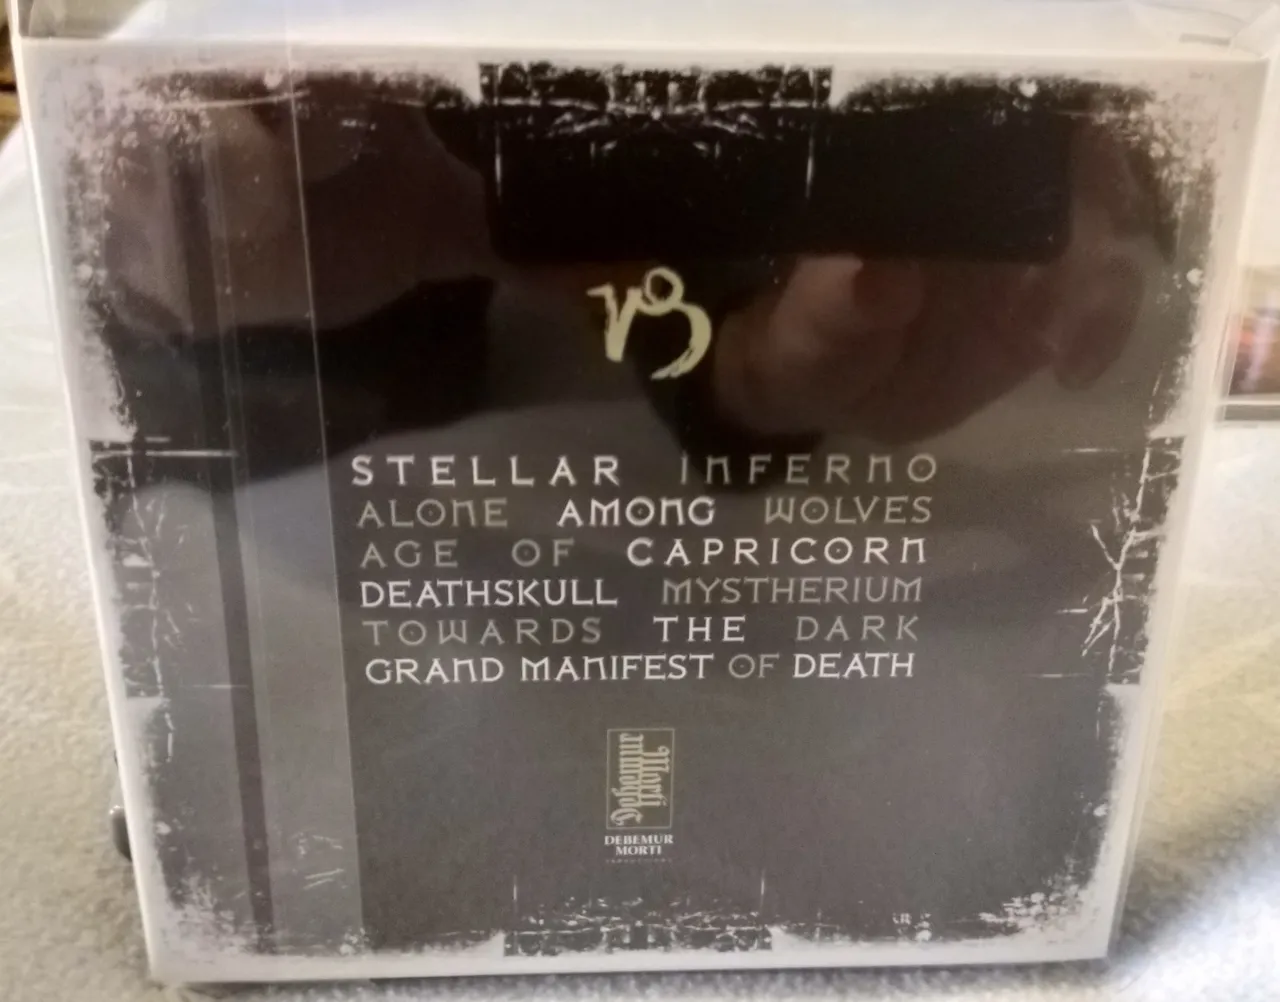 STELLAR INFERNO
ALONE AMONG WOLVES
AGE OF CAPRICORN
DEATHSKULL MYSTHERIUM
TOWARDS THE DARK
GRAND MANIFEST OF DEATH
Debemur
Morti
DEBEMUR
MORTI
PRODUCTIONS